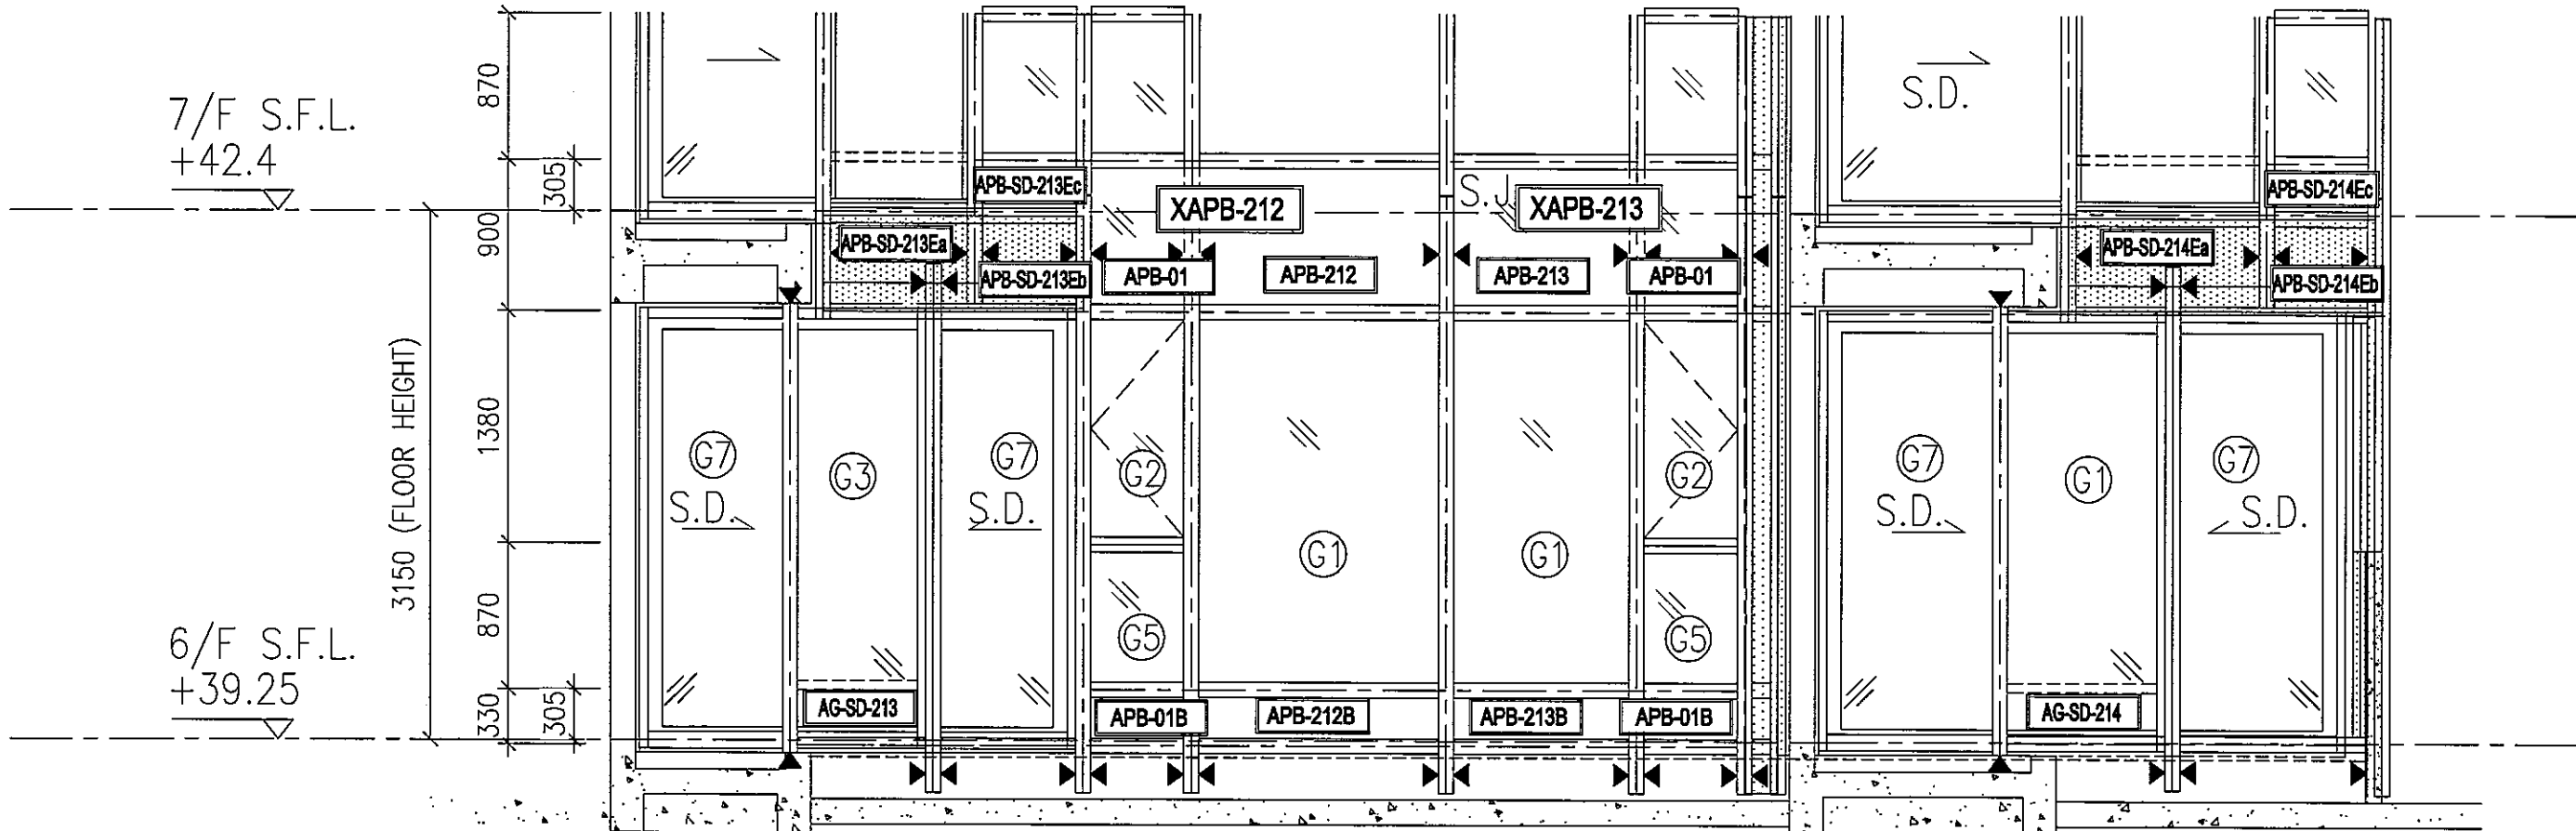 870
7/F S.F.L.
+42.4
305
900
3150 (FLOOR HEIGHT)
1380
870
6/F S.F.L.
+39.25
330
305
S.D.
APB-SD-213Ec
XAPB-212
S.J
XAPB-213
APB-SD-214Ec
APB-SD-213Ea
APB-SD-213Eb
APB-01
APB-212
APB-213
APB-01
APB-SD-214Ea
APB-SD-214Eb
G7
S.D.
G3
G7
S.D.
G2
G1
G1
G2
G7
S.D.
G1
G7
S.D.
G5
G5
AG-SD-213
APB-01B
APB-212B
APB-213B
APB-01B
AG-SD-214